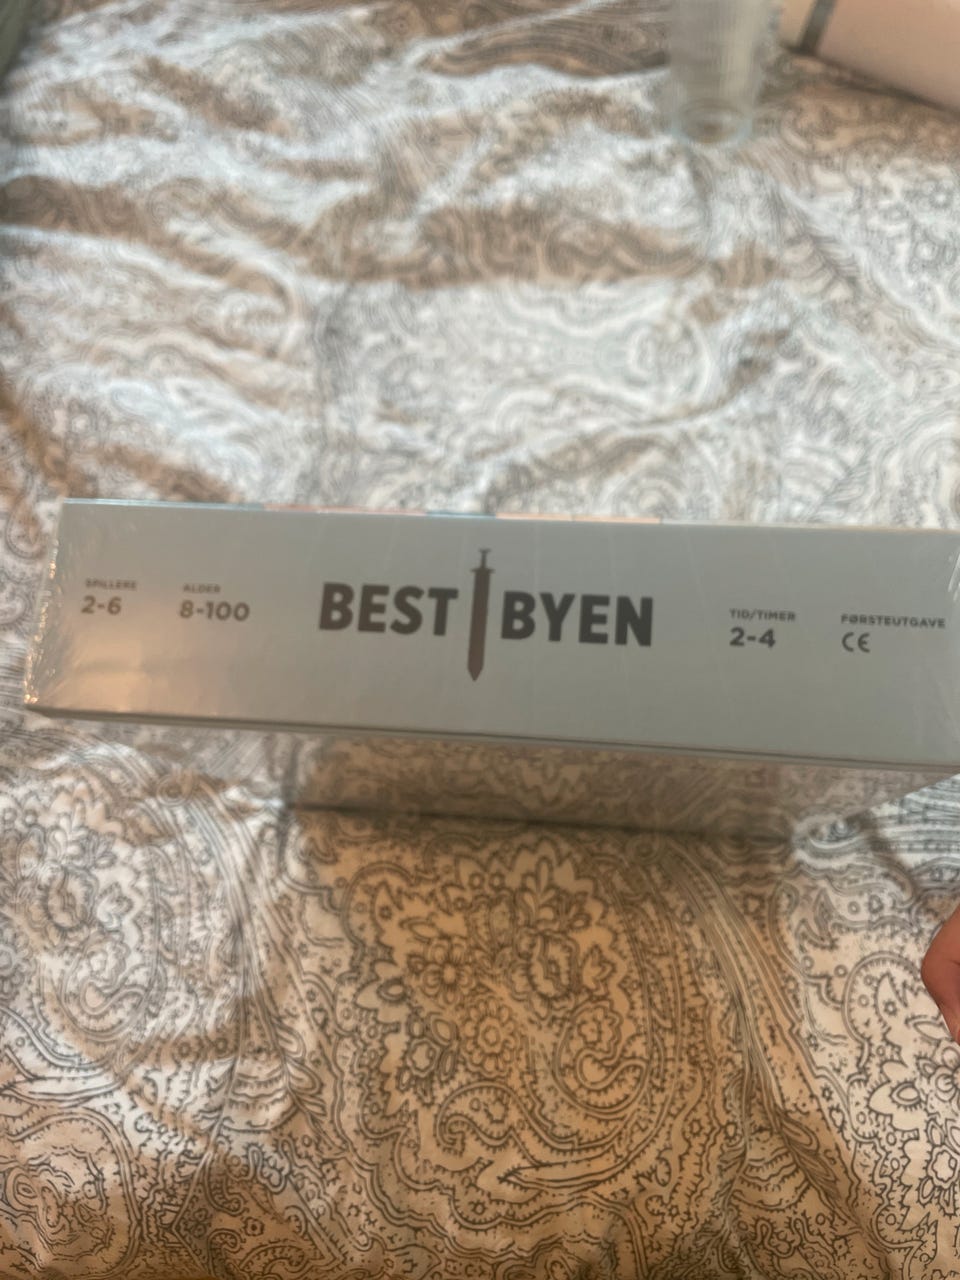 SPILLERE
2-6
ALDER
8-100
BEST BYEN
TID/TIMER
2-4
FØRSTEUTGAVE
CE